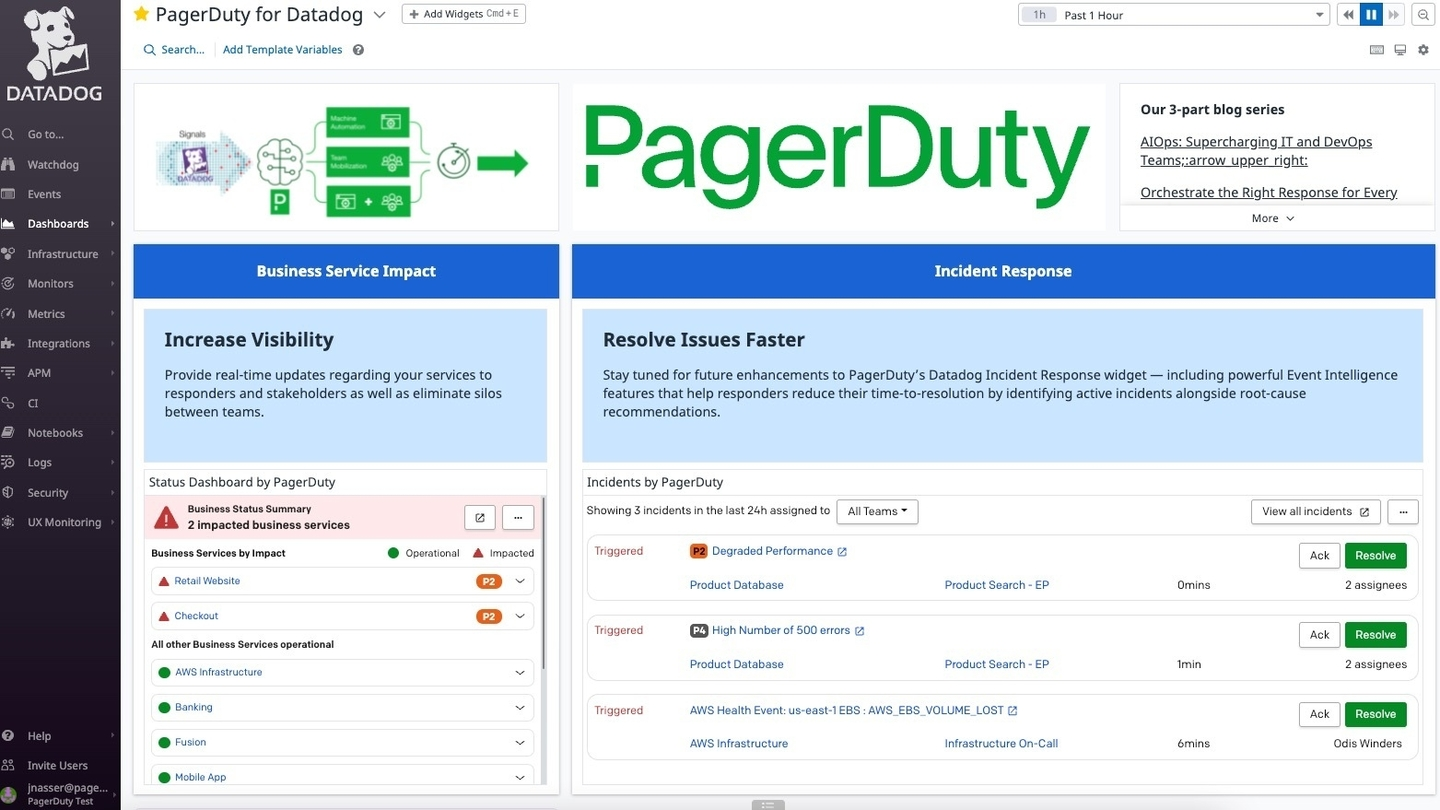 DATADOG
Go to...
Watchdog
Events
Dashboards
Infrastructure
Monitors
Metrics
Integrations
APM
CI
Notebooks
Logs
Security
UX Monitoring
Help
Invite Users
jnasser@page...
PagerDuty Test
PagerDuty for Datadog
Add Widgets Cmd + E
1h Past 1 Hour
Search...
Add Template Variables
Signals
DATADOG
Machine
Automation
Team
Mobilization
+
P
PagerDuty
Our 3-part blog series
AIOps: Supercharging IT and DevOps
Teams;:arrow_upper_right:
Orchestrate the Right Response for Every
More
Business Service Impact
Increase Visibility
Provide real-time updates regarding your services to
responders and stakeholders as well as eliminate silos
between teams.
Status Dashboard by PagerDuty
Business Status Summary
2 impacted business services
...
Business Services by Impact Operational Impacted
Retail Website P2
Checkout P2
All other Business Services operational
AWS Infrastructure
Banking
Fusion
Mobile App
Incident Response
Resolve Issues Faster
Stay tuned for future enhancements to PagerDuty’s Datadog Incident Response widget — including powerful Event Intelligence
features that help responders reduce their time-to-resolution by identifying active incidents alongside root-cause
recommendations.
Incidents by PagerDuty
Showing 3 incidents in the last 24h assigned to All Teams View all incidents ...
Triggered P2 Degraded Performance Ack Resolve
Product Database Product Search - EP 0mins 2 assignees
Triggered P4 High Number of 500 errors Ack Resolve
Product Database Product Search - EP 1min 2 assignees
Triggered AWS Health Event: us-east-1 EBS : AWS_EBS_VOLUME_LOST Ack Resolve
AWS Infrastructure Infrastructure On-Call 6mins Odis Winders